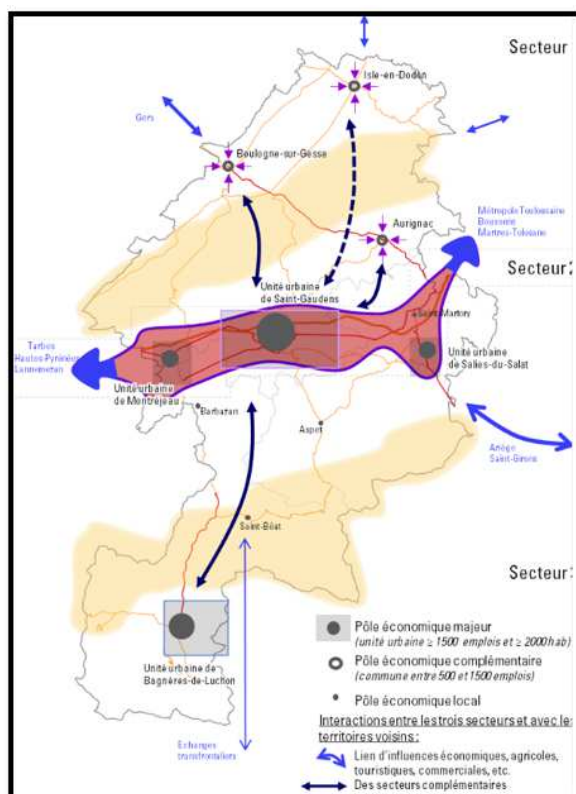 Secteur
Isle-en-Dodon
Gers
Boulogne-sur-Gesse
Aurignac
Métropole Toulousaine
Boussens
Martres-Tolosane
Secteur 2
Unité urbaine
de Saint-Gaudens
Saint-Martory
Tarbes
Hautes-Pyrénées
Lannemezan
Unité urbaine
de Salies-du-Salat
Unité urbaine
de Montréjeau
Barbazan
Aspet
Ariège
Saint-Girons
Saint-Béat
Secteur 3
Unité urbaine de
Bagnères-de-Luchon
Echanges
transfrontaliers
Pôle économique majeur
(unité urbaine ≥ 1500 emplois et ≥ 2000 hab)
Pôle économique complémentaire
(commune entre 500 et 1500 emplois)
Pôle économique local
Interactions entre les trois secteurs et avec les
territoires voisins :
Lien d'influences économiques, agricoles,
touristiques, commerciales, etc.
Des secteurs complémentaires